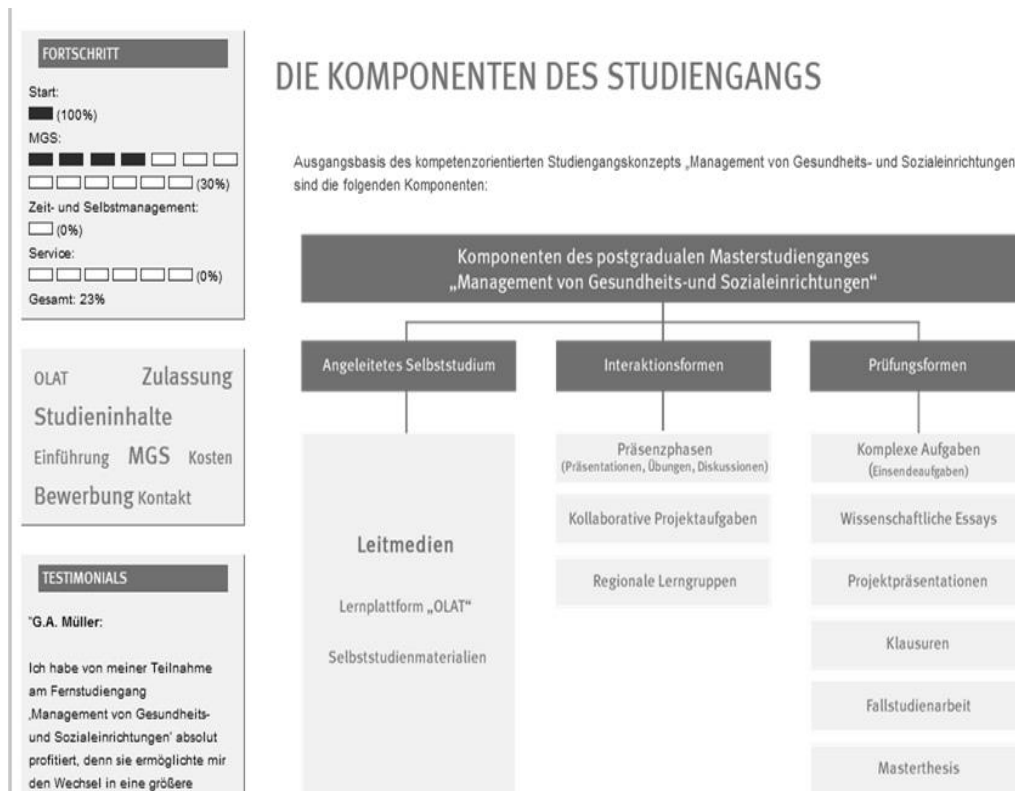 FORTSCHRITT
Start:
(100%)
MGS:
(30%)
Zeit- und Selbstmanagement:
(0%)
Service:
(0%)
Gesamt: 23%
OLAT Zulassung
Studieninhalte
Einführung MGS Kosten
Bewerbung Kontakt
TESTIMONIALS
"G.A. Müller:
Ich habe von meiner Teilnahme
am Fernstudiengang
‚Management von Gesundheits-
und Sozialeinrichtungen' absolut
profitiert, denn sie ermöglichte mir
den Wechsel in eine größere
DIE KOMPONENTEN DES STUDIENGANGS
Ausgangsbasis des kompetenzorientierten Studiengangskonzepts „Management von Gesundheits- und Sozialeinrichtungen
sind die folgenden Komponenten:
Komponenten des postgradualen Masterstudienganges
„Management von Gesundheits-und Sozialeinrichtungen“
Angeleitetes Selbststudium
Leitmedien
Lernplattform „OLAT“
Selbststudienmaterialien
Interaktionsformen
Präsenzphasen
(Präsentationen, Übungen, Diskussionen)
Kollaborative Projektaufgaben
Regionale Lerngruppen
Prüfungsformen
Komplexe Aufgaben
(Einsendeaufgaben)
Wissenschaftliche Essays
Projektpräsentationen
Klausuren
Fallstudienarbeit
Masterthesis